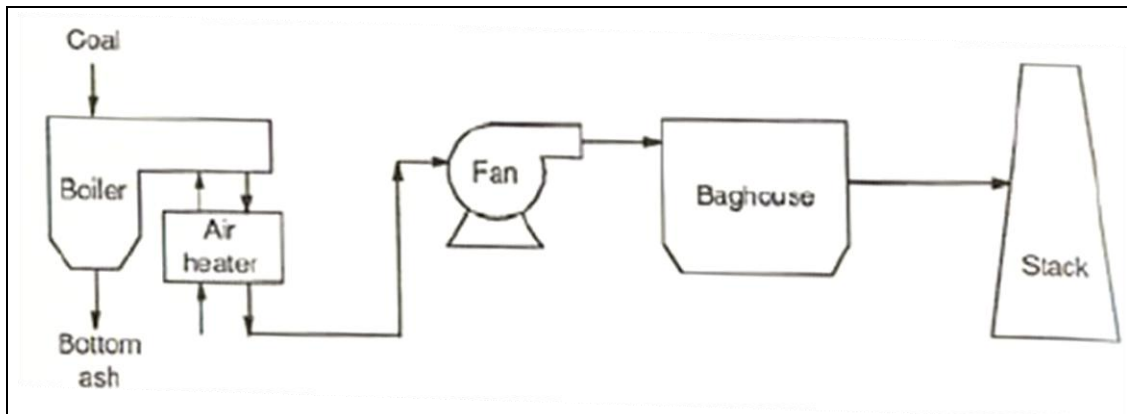 Coal
Boiler
Air
heater
Bottom
ash
Fan
Baghouse
Stack